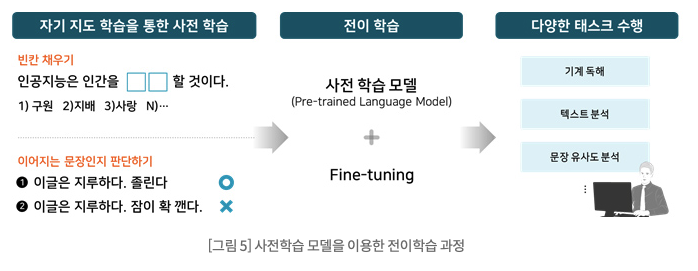 자기 지도 학습을 통한 사전 학습
빈칸 채우기
인공지능은 인간을 □□ 할 것이다.
1) 구원 2)지배 3)사랑 N)⋯
이어지는 문장인지 판단하기
❶ 이글은 지루하다. 졸린다 O
❷ 이글은 지루하다. 잠이 확 깬다. X
전이 학습
사전 학습 모델
(Pre-trained Language Model)
+
Fine-tuning
다양한 태스크 수행
기계 독해
텍스트 분석
문장 유사도 분석
⋮
[그림 5] 사전학습 모델을 이용한 전이학습 과정